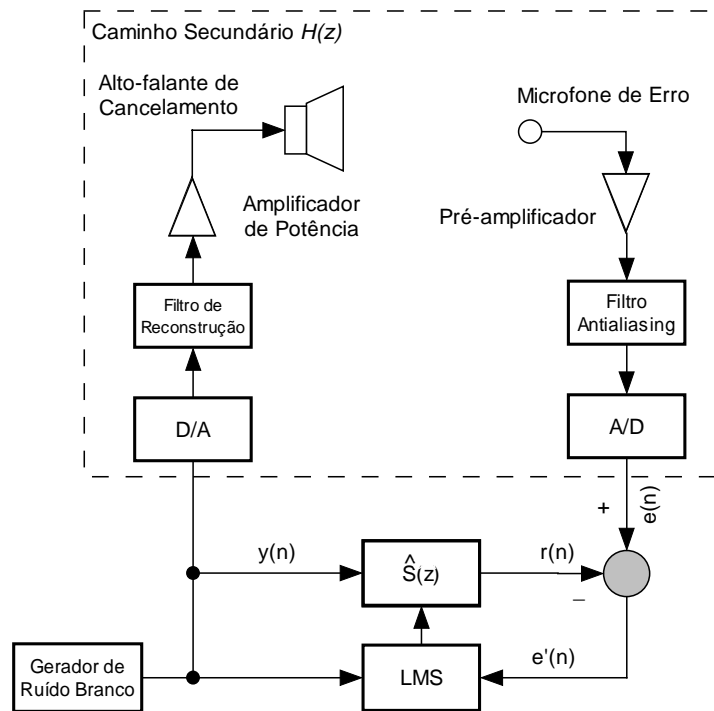 Caminho Secundário H(z)
Alto-falante de
Cancelamento
Microfone de Erro
Amplificador
de Potência
Pré-amplificador
Filtro de
Reconstrução
Filtro
Antialiasing
D/A
A/D
+
e(n)
y(n)
Ŝ(z)
r(n)
−
Gerador de
Ruído Branco
LMS
e'(n)